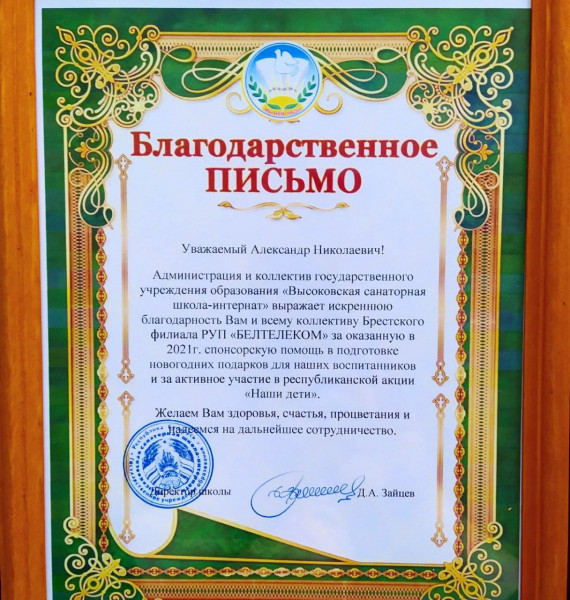 Благодарственное
ПИСЬМО
Уважаемый Александр Николаевич!
Администрация и коллектив государственного
учреждения образования «Высоковская санаторная
школа-интернат» выражает искреннюю
благодарность Вам и всему коллективу Брестского
филиала РУП «БЕЛТЕЛЕКОМ» за оказанную в
2021г. спонсорскую помощь в подготовке
новогодних подарков для наших воспитанников
и за активное участие в республиканской акции
«Наши дети».
Желаем Вам здоровья, счастья, процветания и
надеемся на дальнейшее сотрудничество.
Директор школы Д.А. Зайцев